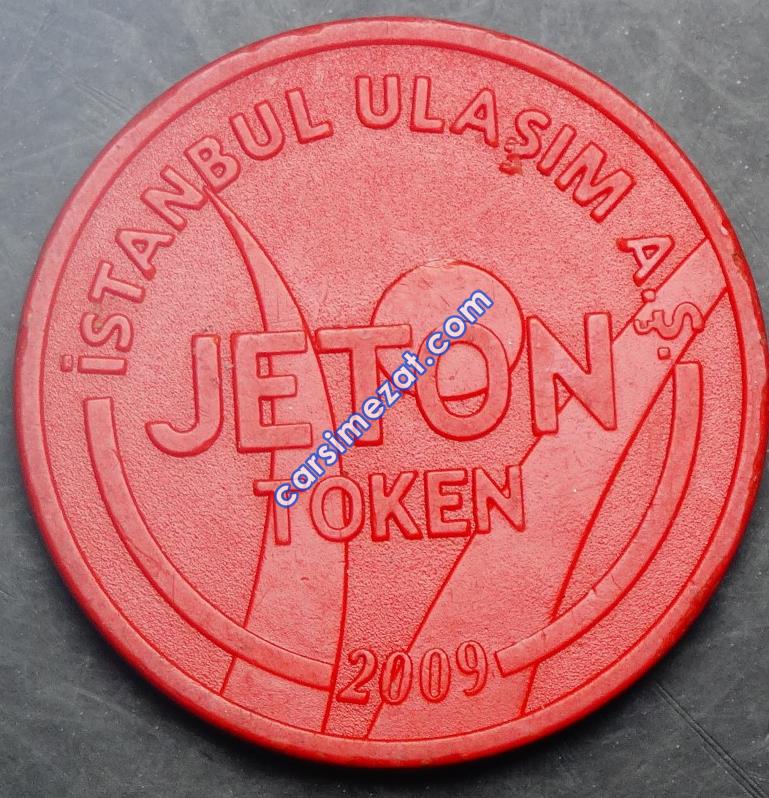 İSTANBUL ULAŞIM A.Ş.
JETON
TOKEN
2009
carsimezat.com